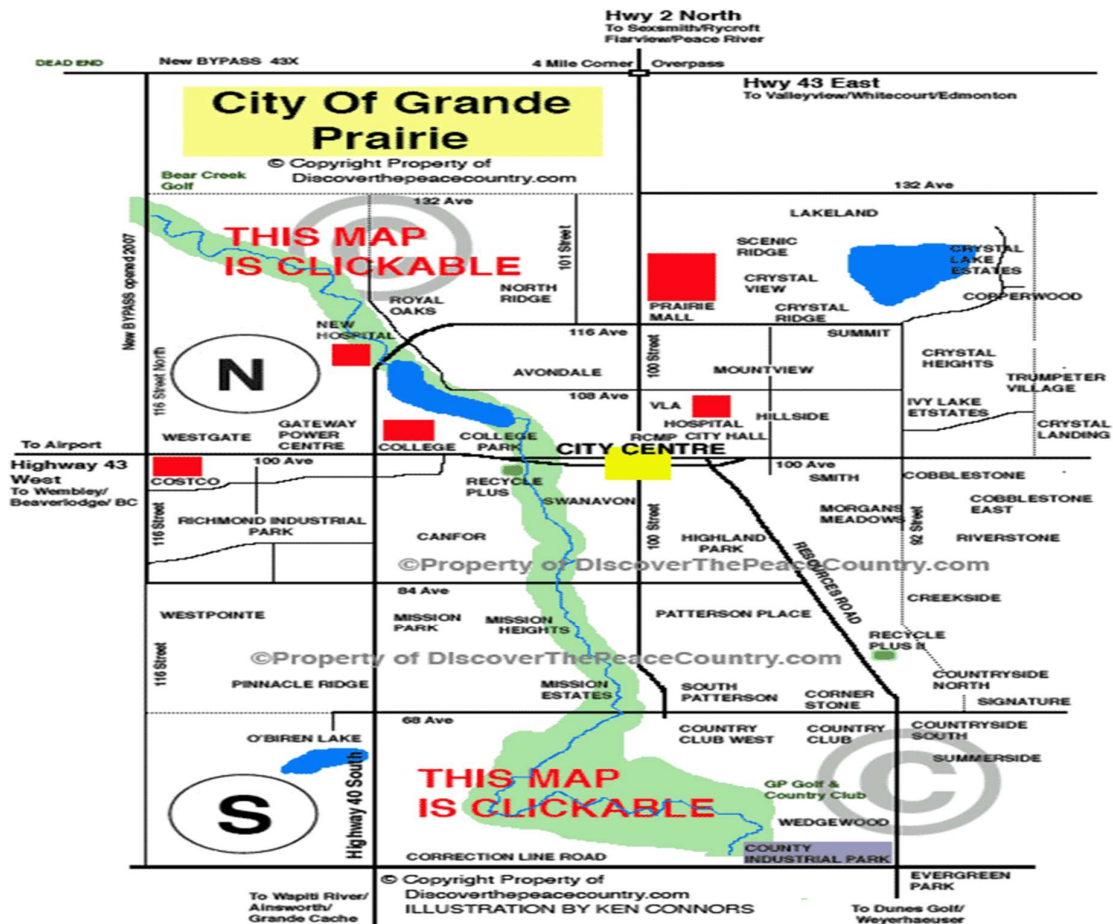 Hwy 2 North
To Sexsmith/Rycroft
Fiarview/Peace River
DEAD END
New BYPASS 43X
4 Mile Corner
Overpass
Hwy 43 East
To Valleyview/Whitecourt/Edmonton
City Of Grande
Prairie
© Copyright Property of
Discoverthepeacecountry.com
Bear Creek
Golf
132 Ave
132 Ave
LAKELAND
THIS MAP
IS CLICKABLE
©
New BYPASS opened 2007
101 Street
SCENIC
RIDGE
CRYSTAL
LAKE
ESTATES
CRYSTAL
VIEW
COPPERWOOD
NORTH
RIDGE
ROYAL
OAKS
PRAIRIE
MALL
CRYSTAL
RIDGE
NEW
HOSPITAL
116 Ave
SUMMIT
N
116 Street North
100 Street
CRYSTAL
HEIGHTS
AVONDALE
MOUNTVIEW
TRUMPETER
VILLAGE
108 Ave
VLA
HOSPITAL
HILLSIDE
IVY LAKE
ETSTATES
WESTGATE
GATEWAY
POWER
CENTRE
COLLEGE
COLLEGE
PARK
RCMP
CITY HALL
CRYSTAL
LANDING
To Airport
CITY CENTRE
Highway 43
West
To Wembley/
Beaverlodge/ BC
100 Ave
100 Ave
COSTCO
RECYCLE
PLUS
SMITH
COBBLESTONE
SWANAVON
COBBLESTONE
EAST
116 Street
RICHMOND INDUSTRIAL
PARK
100 Street
MORGANS
MEADOWS
92 Street
CANFOR
HIGHLAND
PARK
RIVERSTONE
RESOURCES ROAD
©Property of DiscoverThePeaceCountry.com
84 Ave
CREEKSIDE
WESTPOINTE
MISSION
PARK
MISSION
HEIGHTS
PATTERSON PLACE
RECYCLE
PLUS II
116 Street
©Property of DiscoverThePeaceCountry.com
PINNACLE RIDGE
MISSION
ESTATES
SOUTH
PATTERSON
CORNER
STONE
COUNTRYSIDE
NORTH
SIGNATURE
68 Ave
O'BIREN LAKE
COUNTRY
CLUB WEST
COUNTRY
CLUB
COUNTRYSIDE
SOUTH
SUMMERSIDE
©
S
Highway 40 South
THIS MAP
IS CLICKABLE
GP Golf &
Country Club
WEDGEWOOD
COUNTY
INDUSTRIAL PARK
CORRECTION LINE ROAD
EVERGREEN
PARK
To Wapiti River/
Ainsworth/
Grande Cache
© Copyright Property of
Discoverthepeacecountry.com
ILLUSTRATION BY KEN CONNORS
To Dunes Golf/
Weyerhaeuser